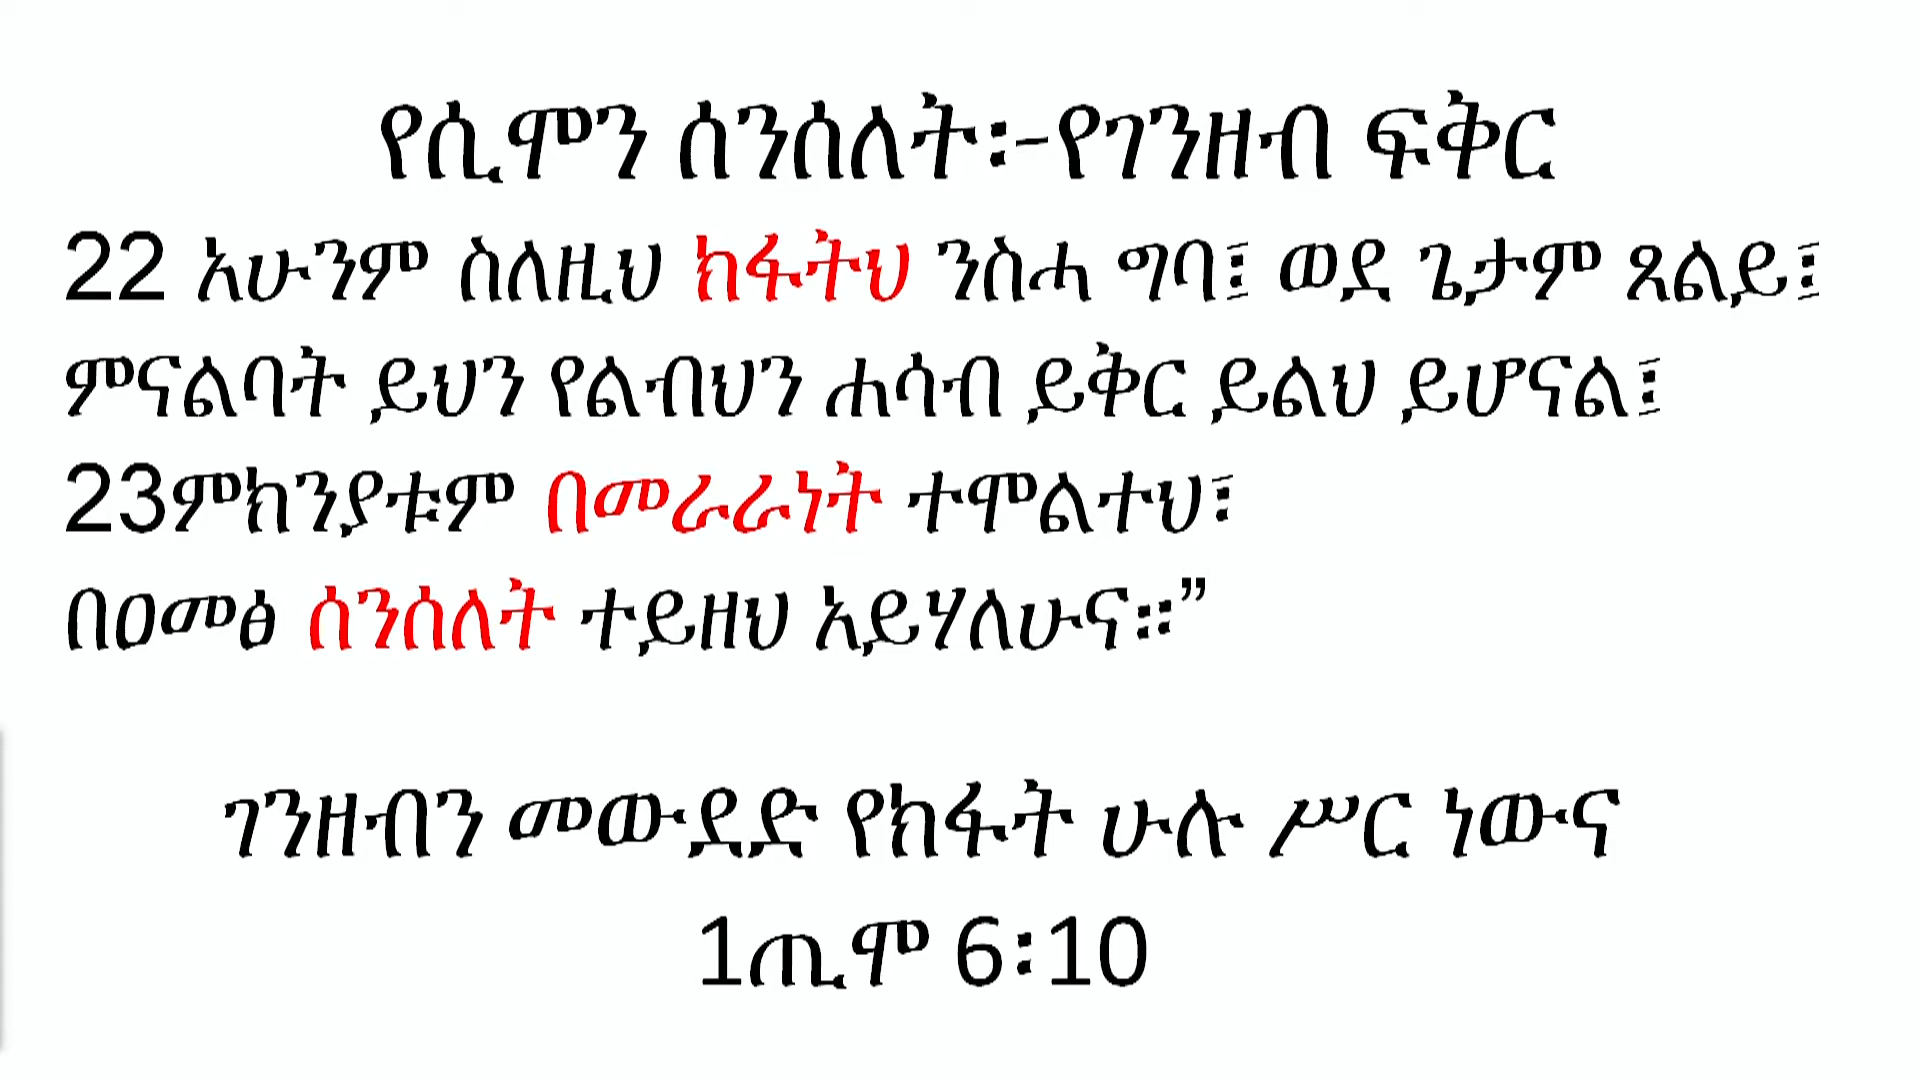 የሲሞን ሰንሰለት፡-የገንዘብ ፍቅር
22 አሁንም ስለዚህ ክፋትህ ንስሓ ግባ፤ ወደ ጌታም ጸልይ፤
ምናልባት ይህን የልብህን ሐሳብ ይቅር ይልህ ይሆናል፤
23ምክንያቱም በመራራነት ተሞልተህ፣
በዐመፅ ሰንሰለት ተይዘህ አይሃለሁና።”
ገንዘብን መውደድ የክፋት ሁሉ ሥር ነውና
1ጢሞ 6፡10